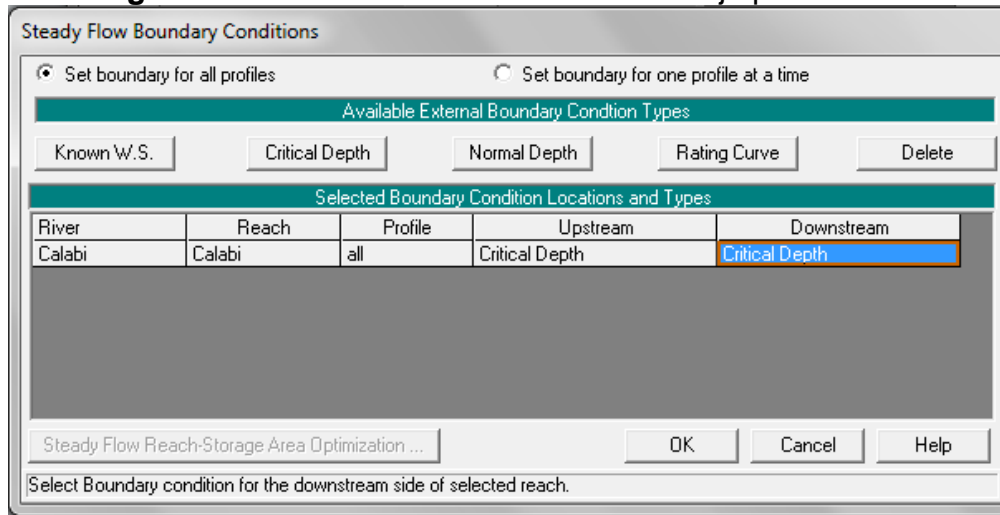 Steady Flow Boundary Conditions
Set boundary for all profiles Set boundary for one profile at a time
Available External Boundary Condtion Types
Known W.S. Critical Depth Normal Depth Rating Curve Delete
Selected Boundary Condition Locations and Types
River Reach Profile Upstream Downstream
Calabi Calabi all Critical Depth Critical Depth
Steady Flow Reach-Storage Area Optimization ... OK Cancel Help
Select Boundary condition for the downstream side of selected reach.